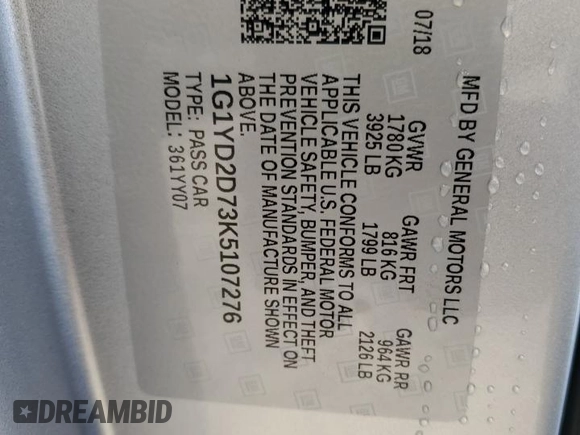 MFD BY GENERAL MOTORS LLC
07/18
GVWR GAWR FRT GAWR RR
1780 KG 816 KG 964 KG
3925 LB 1799 LB 2126 LB
THIS VEHICLE CONFORMS TO ALL
APPLICABLE U.S. FEDERAL MOTOR
VEHICLE SAFETY, BUMPER, AND THEFT
PREVENTION STANDARDS IN EFFECT ON
THE DATE OF MANUFACTURE SHOWN
ABOVE.
1G1YD2D73K5107276
TYPE: PASS CAR
MODEL: 361YY07
DREAMBID